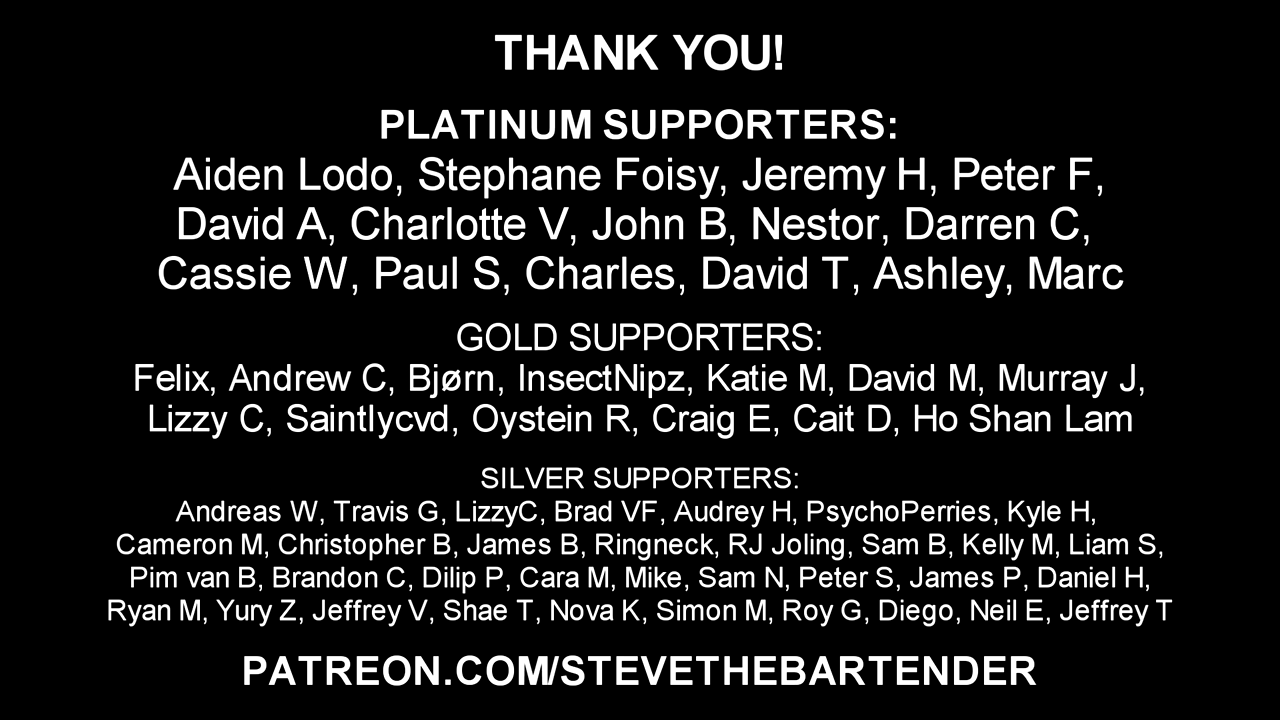 THANK YOU!
PLATINUM SUPPORTERS:
Aiden Lodo, Stephane Foisy, Jeremy H, Peter F,
David A, Charlotte V, John B, Nestor, Darren C,
Cassie W, Paul S, Charles, David T, Ashley, Marc
GOLD SUPPORTERS:
Felix, Andrew C, Bjørn, InsectNipz, Katie M, David M, Murray J,
Lizzy C, Saintlycvd, Oystein R, Craig E, Cait D, Ho Shan Lam
SILVER SUPPORTERS:
Andreas W, Travis G, LizzyC, Brad VF, Audrey H, PsychoPerries, Kyle H,
Cameron M, Christopher B, James B, Ringneck, RJ Joling, Sam B, Kelly M, Liam S,
Pim van B, Brandon C, Dilip P, Cara M, Mike, Sam N, Peter S, James P, Daniel H,
Ryan M, Yury Z, Jeffrey V, Shae T, Nova K, Simon M, Roy G, Diego, Neil E, Jeffrey T
PATREON.COM/STEVETHEBARTENDER